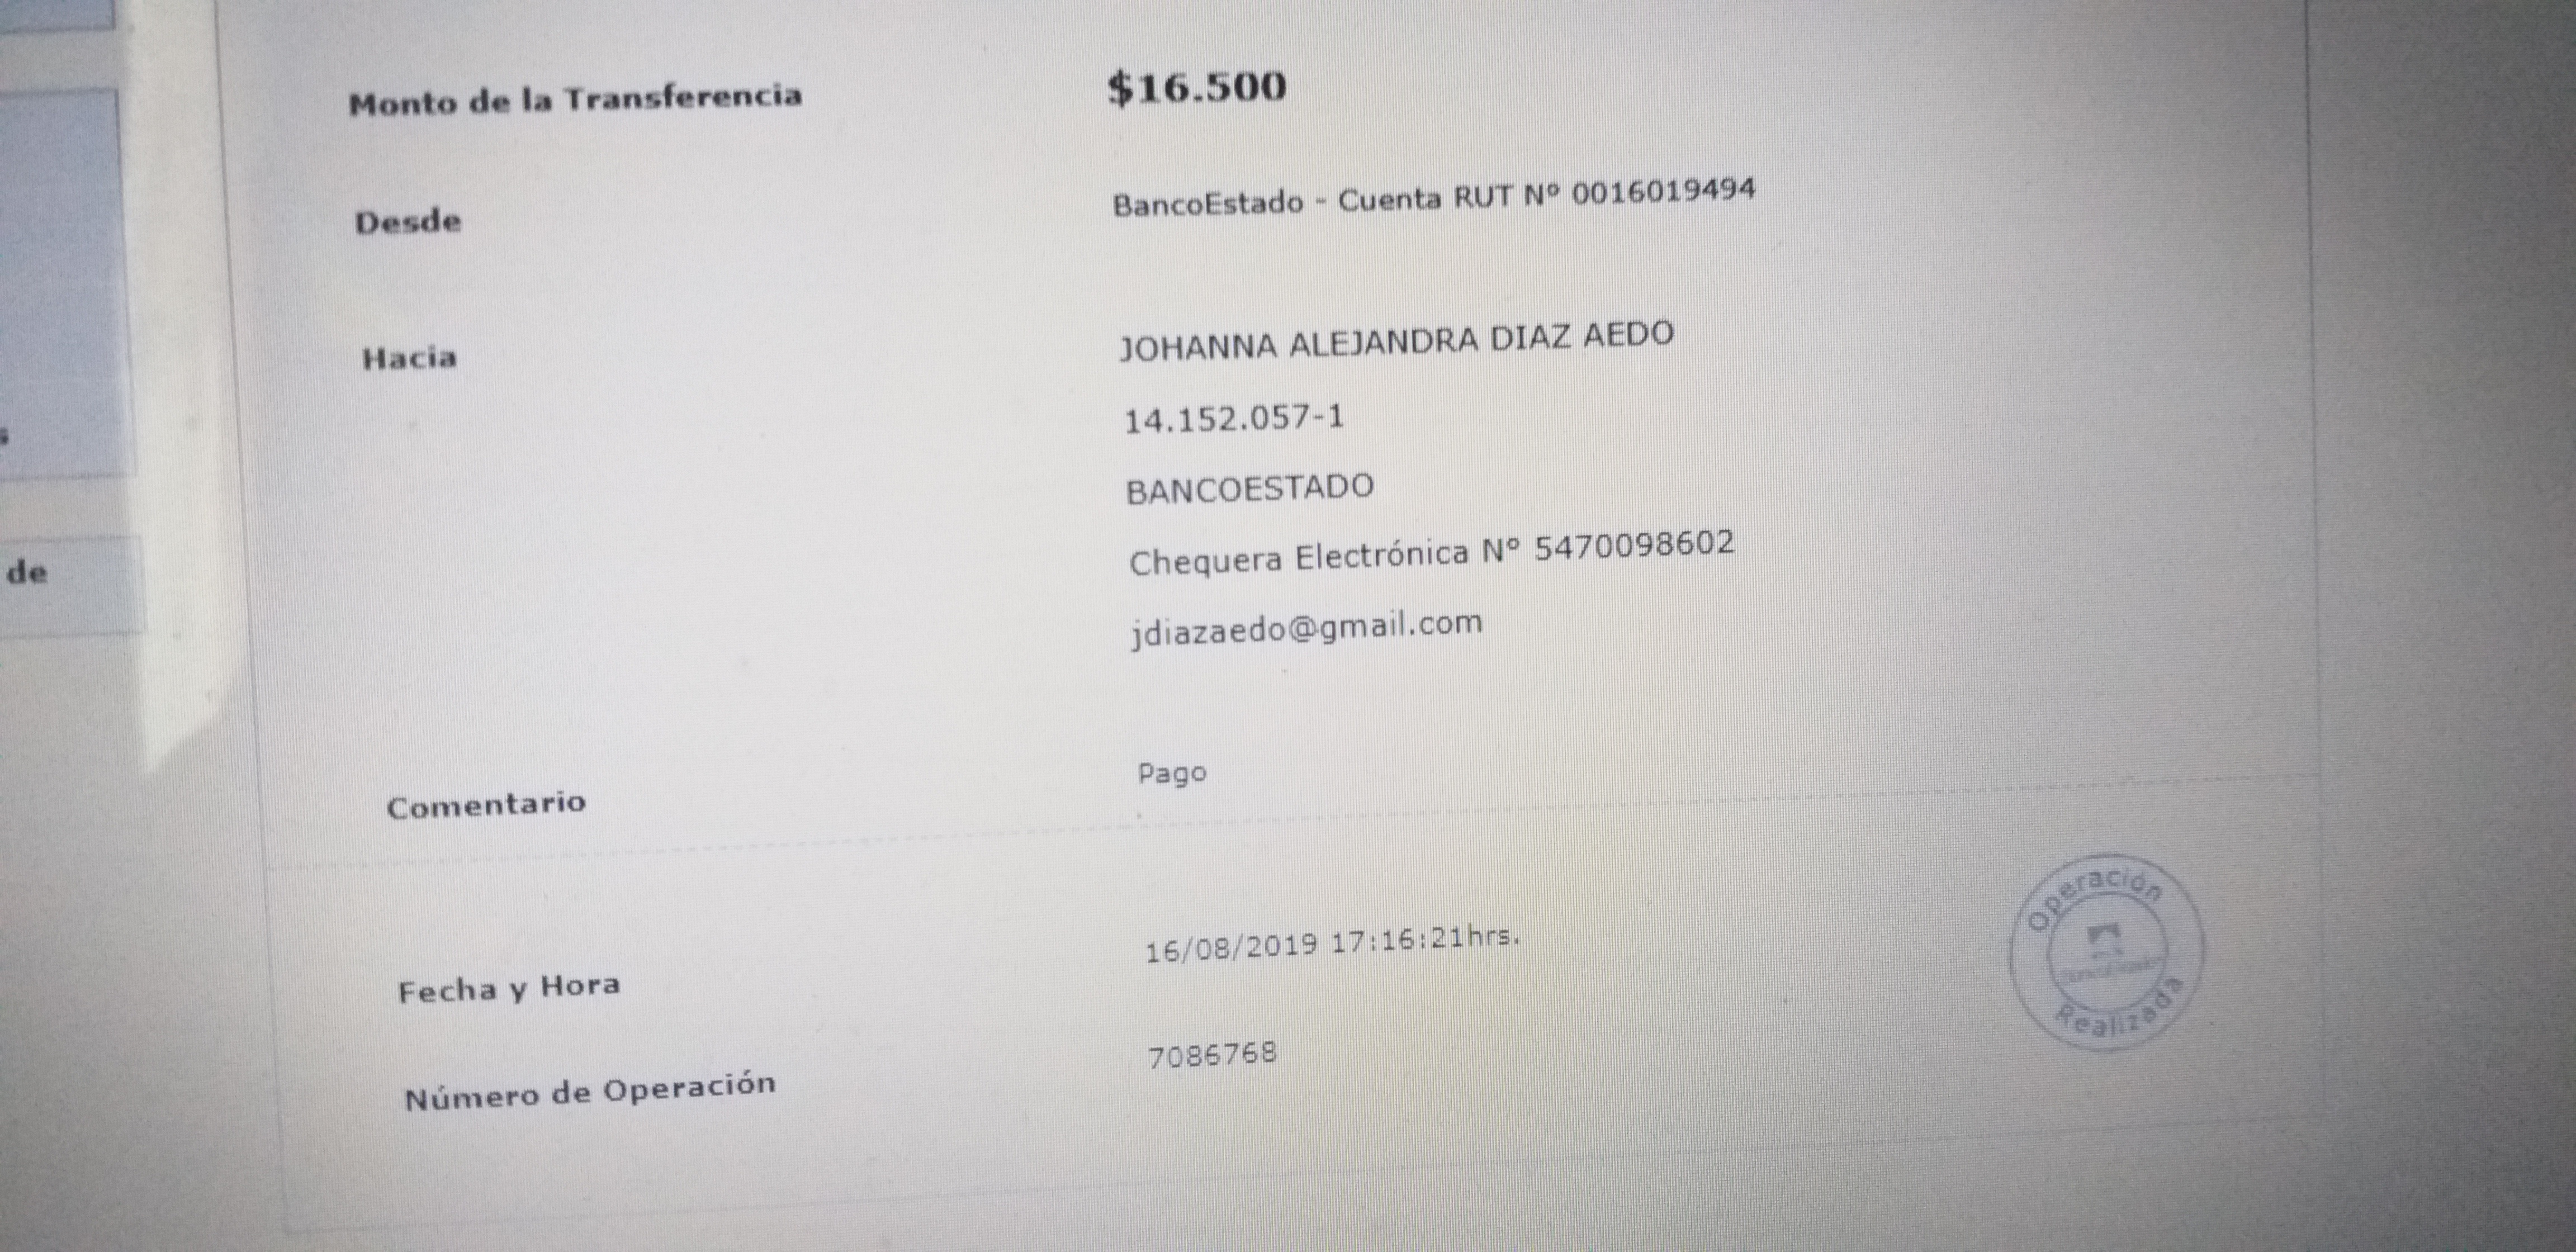 Monto de la Transferencia $16.500
Desde BancoEstado - Cuenta RUT Nº 0016019494
Hacia JOHANNA ALEJANDRA DIAZ AEDO
14.152.057-1
BANCOESTADO
Chequera Electrónica Nº 5470098602
de
jdiazaedo@gmail.com
Comentario Pago
Fecha y Hora 16/08/2019 17:16:21hrs.
Número de Operación 7086768
Operación
Realizada